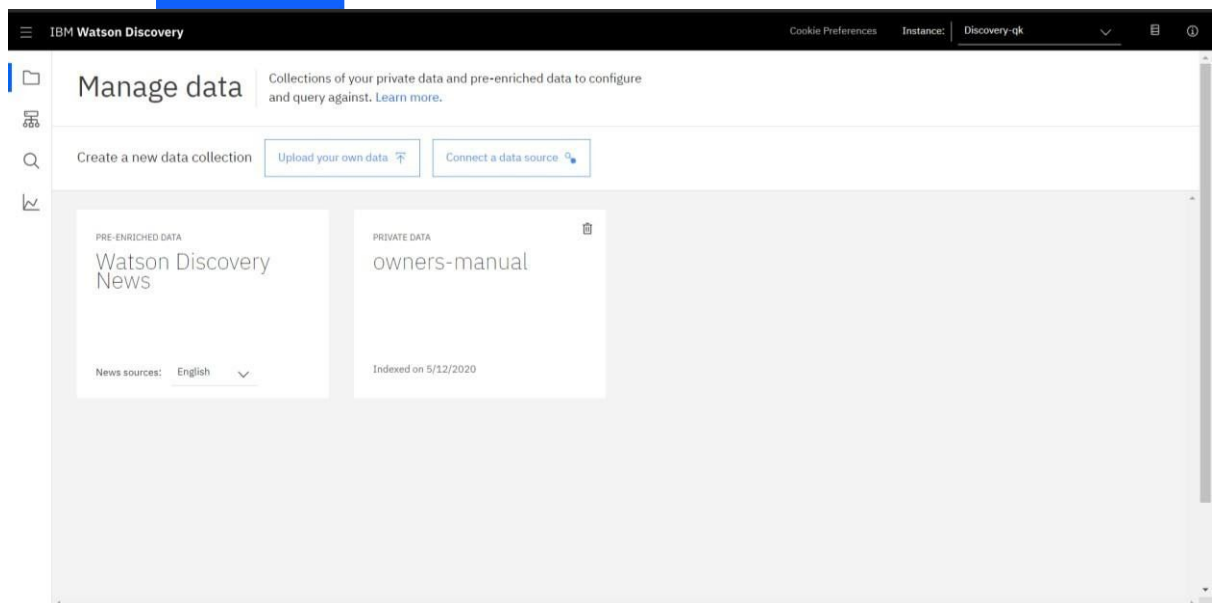 IBM Watson Discovery
Cookie Preferences
Instance:
Discovery-qk
Manage data
Collections of your private data and pre-enriched data to configure
and query against. Learn more.
Create a new data collection
Upload your own data
Connect a data source
PRE-ENRICHED DATA
Watson Discovery
News
News sources: English
PRIVATE DATA
owners-manual
Indexed on 5/12/2020